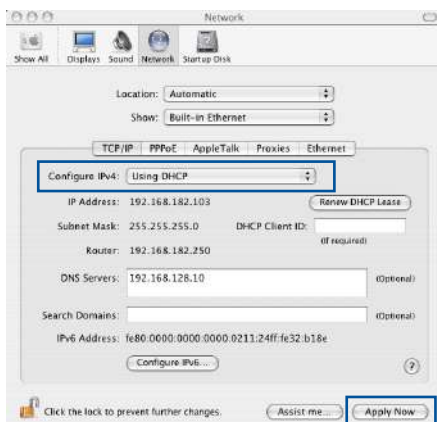 Network
Show All Displays Sound Network Startup Disk
Location: Automatic
Show: Built-in Ethernet
TCP/IP PPPoE AppleTalk Proxies Ethernet
Configure IPv4: Using DHCP
IP Address: 192.168.182.103 Renew DHCP Lease
Subnet Mask: 255.255.255.0 DHCP Client ID:
(If required)
Router: 192.168.182.250
DNS Servers: 192.168.128.10 (Optional)
Search Domains: (Optional)
IPv6 Address: fe80:0000:0000:0000:0211:24ff:fe32:b18e
Configure IPv6... ?
Click the lock to prevent further changes. Assist me... Apply Now